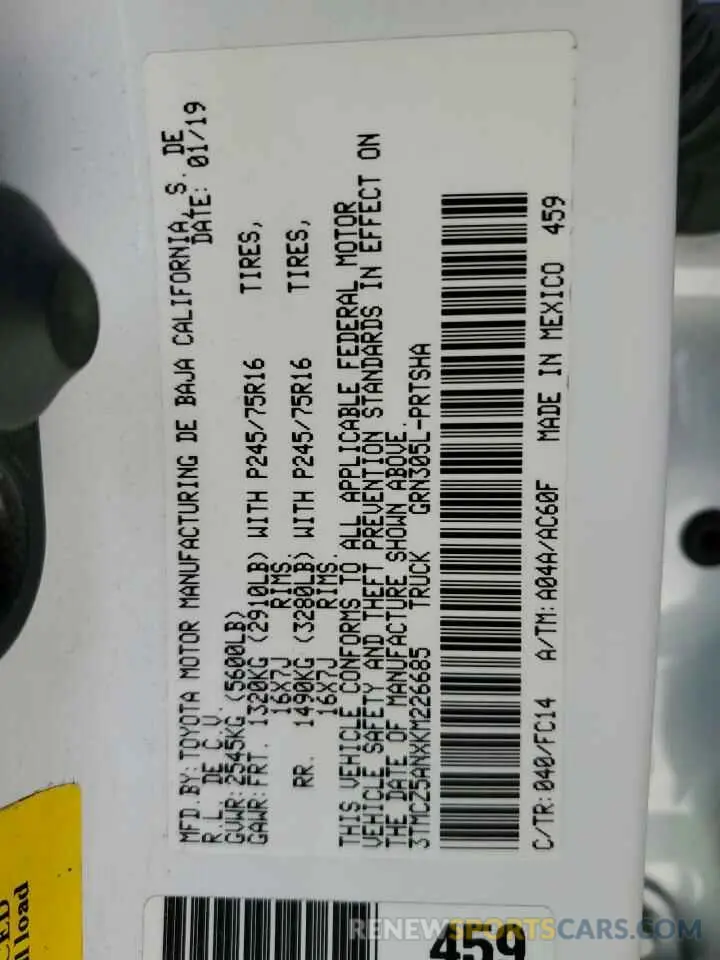 MFD.BY:TOYOTA MOTOR MANUFACTURING DE BAJA CALIFORNIA, S. DE
R.L. DE C.V. DATE: 01/19
GVWR:2545KG (5600LB)
GAWR:FRT. 1320KG (2910LB) WITH P245/75R16 TIRES,
16X7J RIMS.
RR. 1490KG (3280LB) WITH P245/75R16 TIRES,
16X7J RIMS.
THIS VEHICLE CONFORMS TO ALL APPLICABLE FEDERAL MOTOR
VEHICLE SAFETY AND THEFT PREVENTION STANDARDS IN EFFECT ON
THE DATE OF MANUFACTURE SHOWN ABOVE.
3TMCZ5ANXKM226685 TRUCK GRN305L-PRTSHA
C/TR:040/FC14 A/TM:A04A/AC60F MADE IN MEXICO 459
459
load
RENEWSPORTSCARS.COM